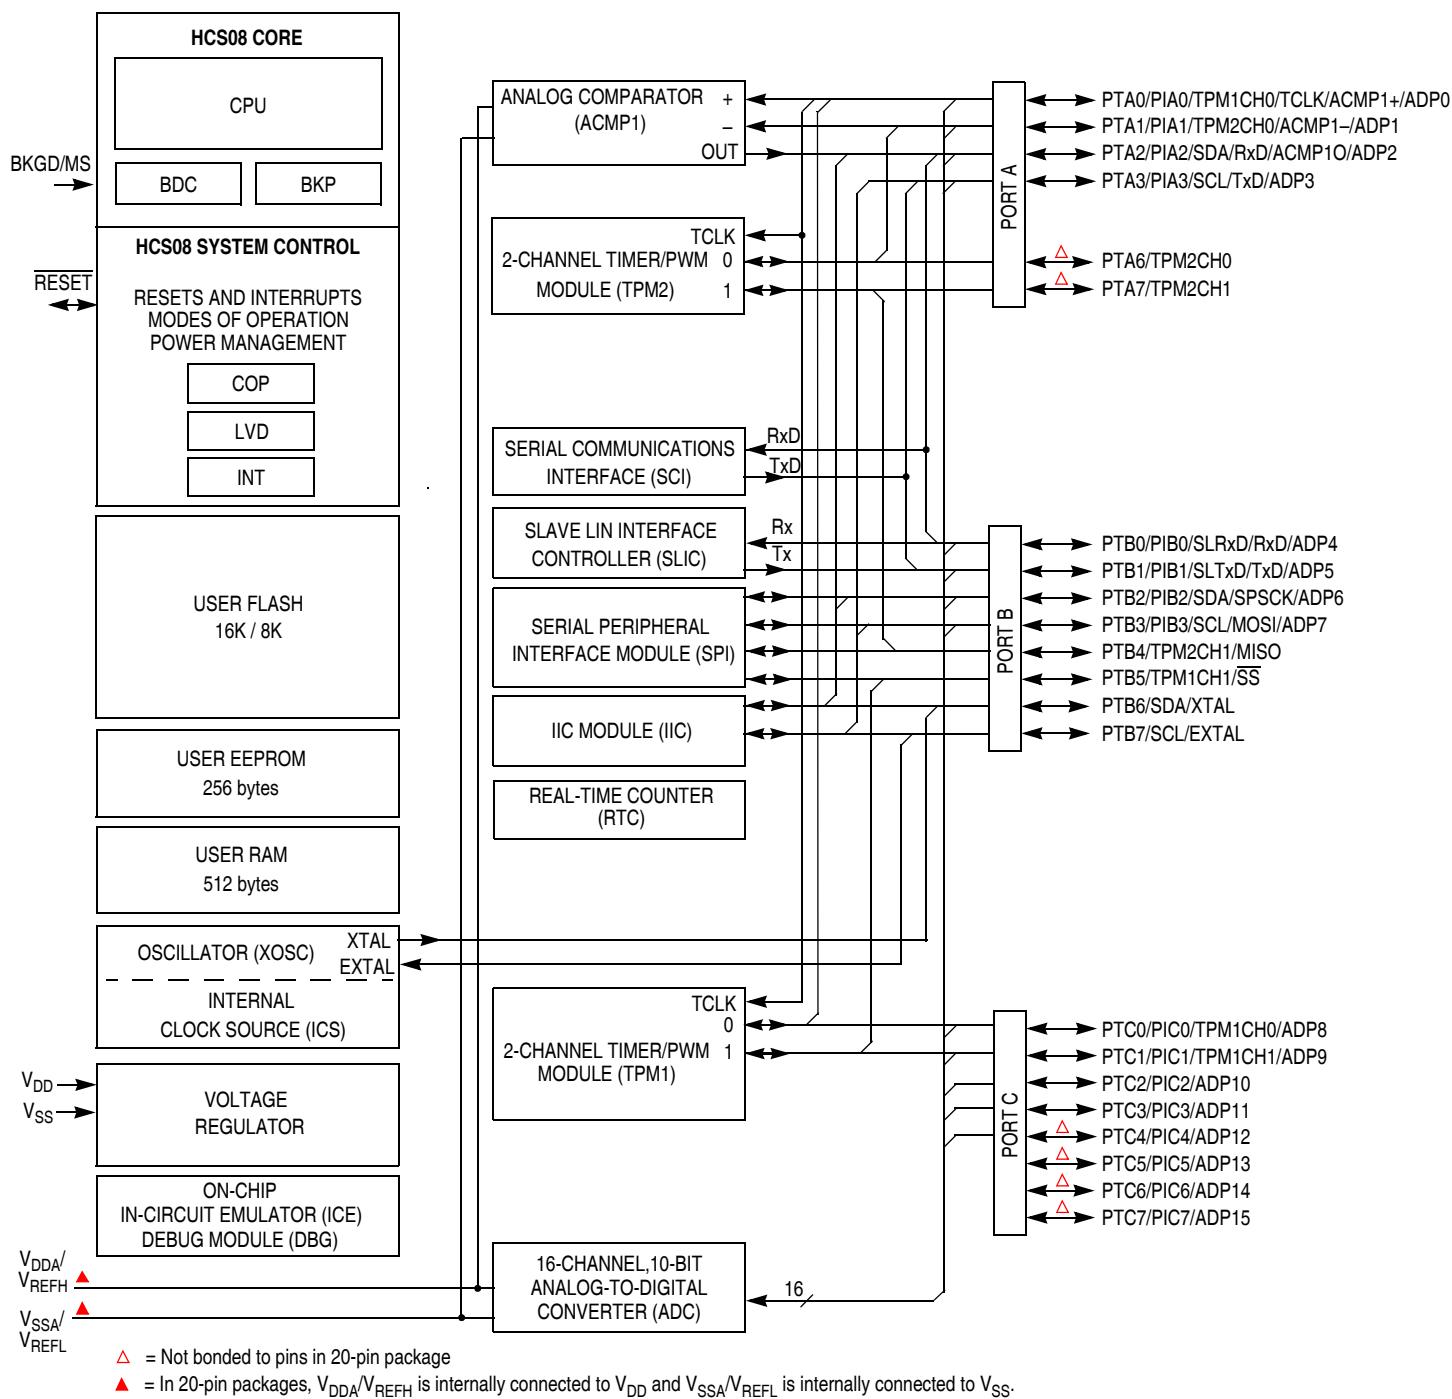 HCS08 CORE
CPU
BDC
BKP
BKGD/MS
HCS08 SYSTEM CONTROL
RESET
RESETS AND INTERRUPTS
MODES OF OPERATION
POWER MANAGEMENT
COP
LVD
INT
USER FLASH
16K / 8K
USER EEPROM
256 bytes
USER RAM
512 bytes
OSCILLATOR (XOSC)
XTAL
EXTAL
INTERNAL
CLOCK SOURCE (ICS)
VDD
VSS
VOLTAGE
REGULATOR
ON-CHIP
IN-CIRCUIT EMULATOR (ICE)
DEBUG MODULE (DBG)
VDDA/
VREFH
VSSA/
VREFL
ANALOG COMPARATOR
(ACMP1)
+
–
OUT
TCLK
2-CHANNEL TIMER/PWM 0
MODULE (TPM2) 1
SERIAL COMMUNICATIONS
INTERFACE (SCI)
RxD
TxD
SLAVE LIN INTERFACE
CONTROLLER (SLIC)
Rx
Tx
SERIAL PERIPHERAL
INTERFACE MODULE (SPI)
IIC MODULE (IIC)
REAL-TIME COUNTER
(RTC)
TCLK
0
2-CHANNEL TIMER/PWM 1
MODULE (TPM1)
16-CHANNEL,10-BIT
ANALOG-TO-DIGITAL
CONVERTER (ADC)
16
PORT A
PTA0/PIA0/TPM1CH0/TCLK/ACMP1+/ADP0
PTA1/PIA1/TPM2CH0/ACMP1–/ADP1
PTA2/PIA2/SDA/RxD/ACMP1O/ADP2
PTA3/PIA3/SCL/TxD/ADP3
PTA6/TPM2CH0
PTA7/TPM2CH1
PORT B
PTB0/PIB0/SLRxD/RxD/ADP4
PTB1/PIB1/SLTxD/TxD/ADP5
PTB2/PIB2/SDA/SPSCK/ADP6
PTB3/PIB3/SCL/MOSI/ADP7
PTB4/TPM2CH1/MISO
PTB5/TPM1CH1/SS
PTB6/SDA/XTAL
PTB7/SCL/EXTAL
PORT C
PTC0/PIC0/TPM1CH0/ADP8
PTC1/PIC1/TPM1CH1/ADP9
PTC2/PIC2/ADP10
PTC3/PIC3/ADP11
PTC4/PIC4/ADP12
PTC5/PIC5/ADP13
PTC6/PIC6/ADP14
PTC7/PIC7/ADP15
△ = Not bonded to pins in 20-pin package
▲ = In 20-pin packages, VDDA/VREFH is internally connected to VDD and VSSA/VREFL is internally connected to VSS.